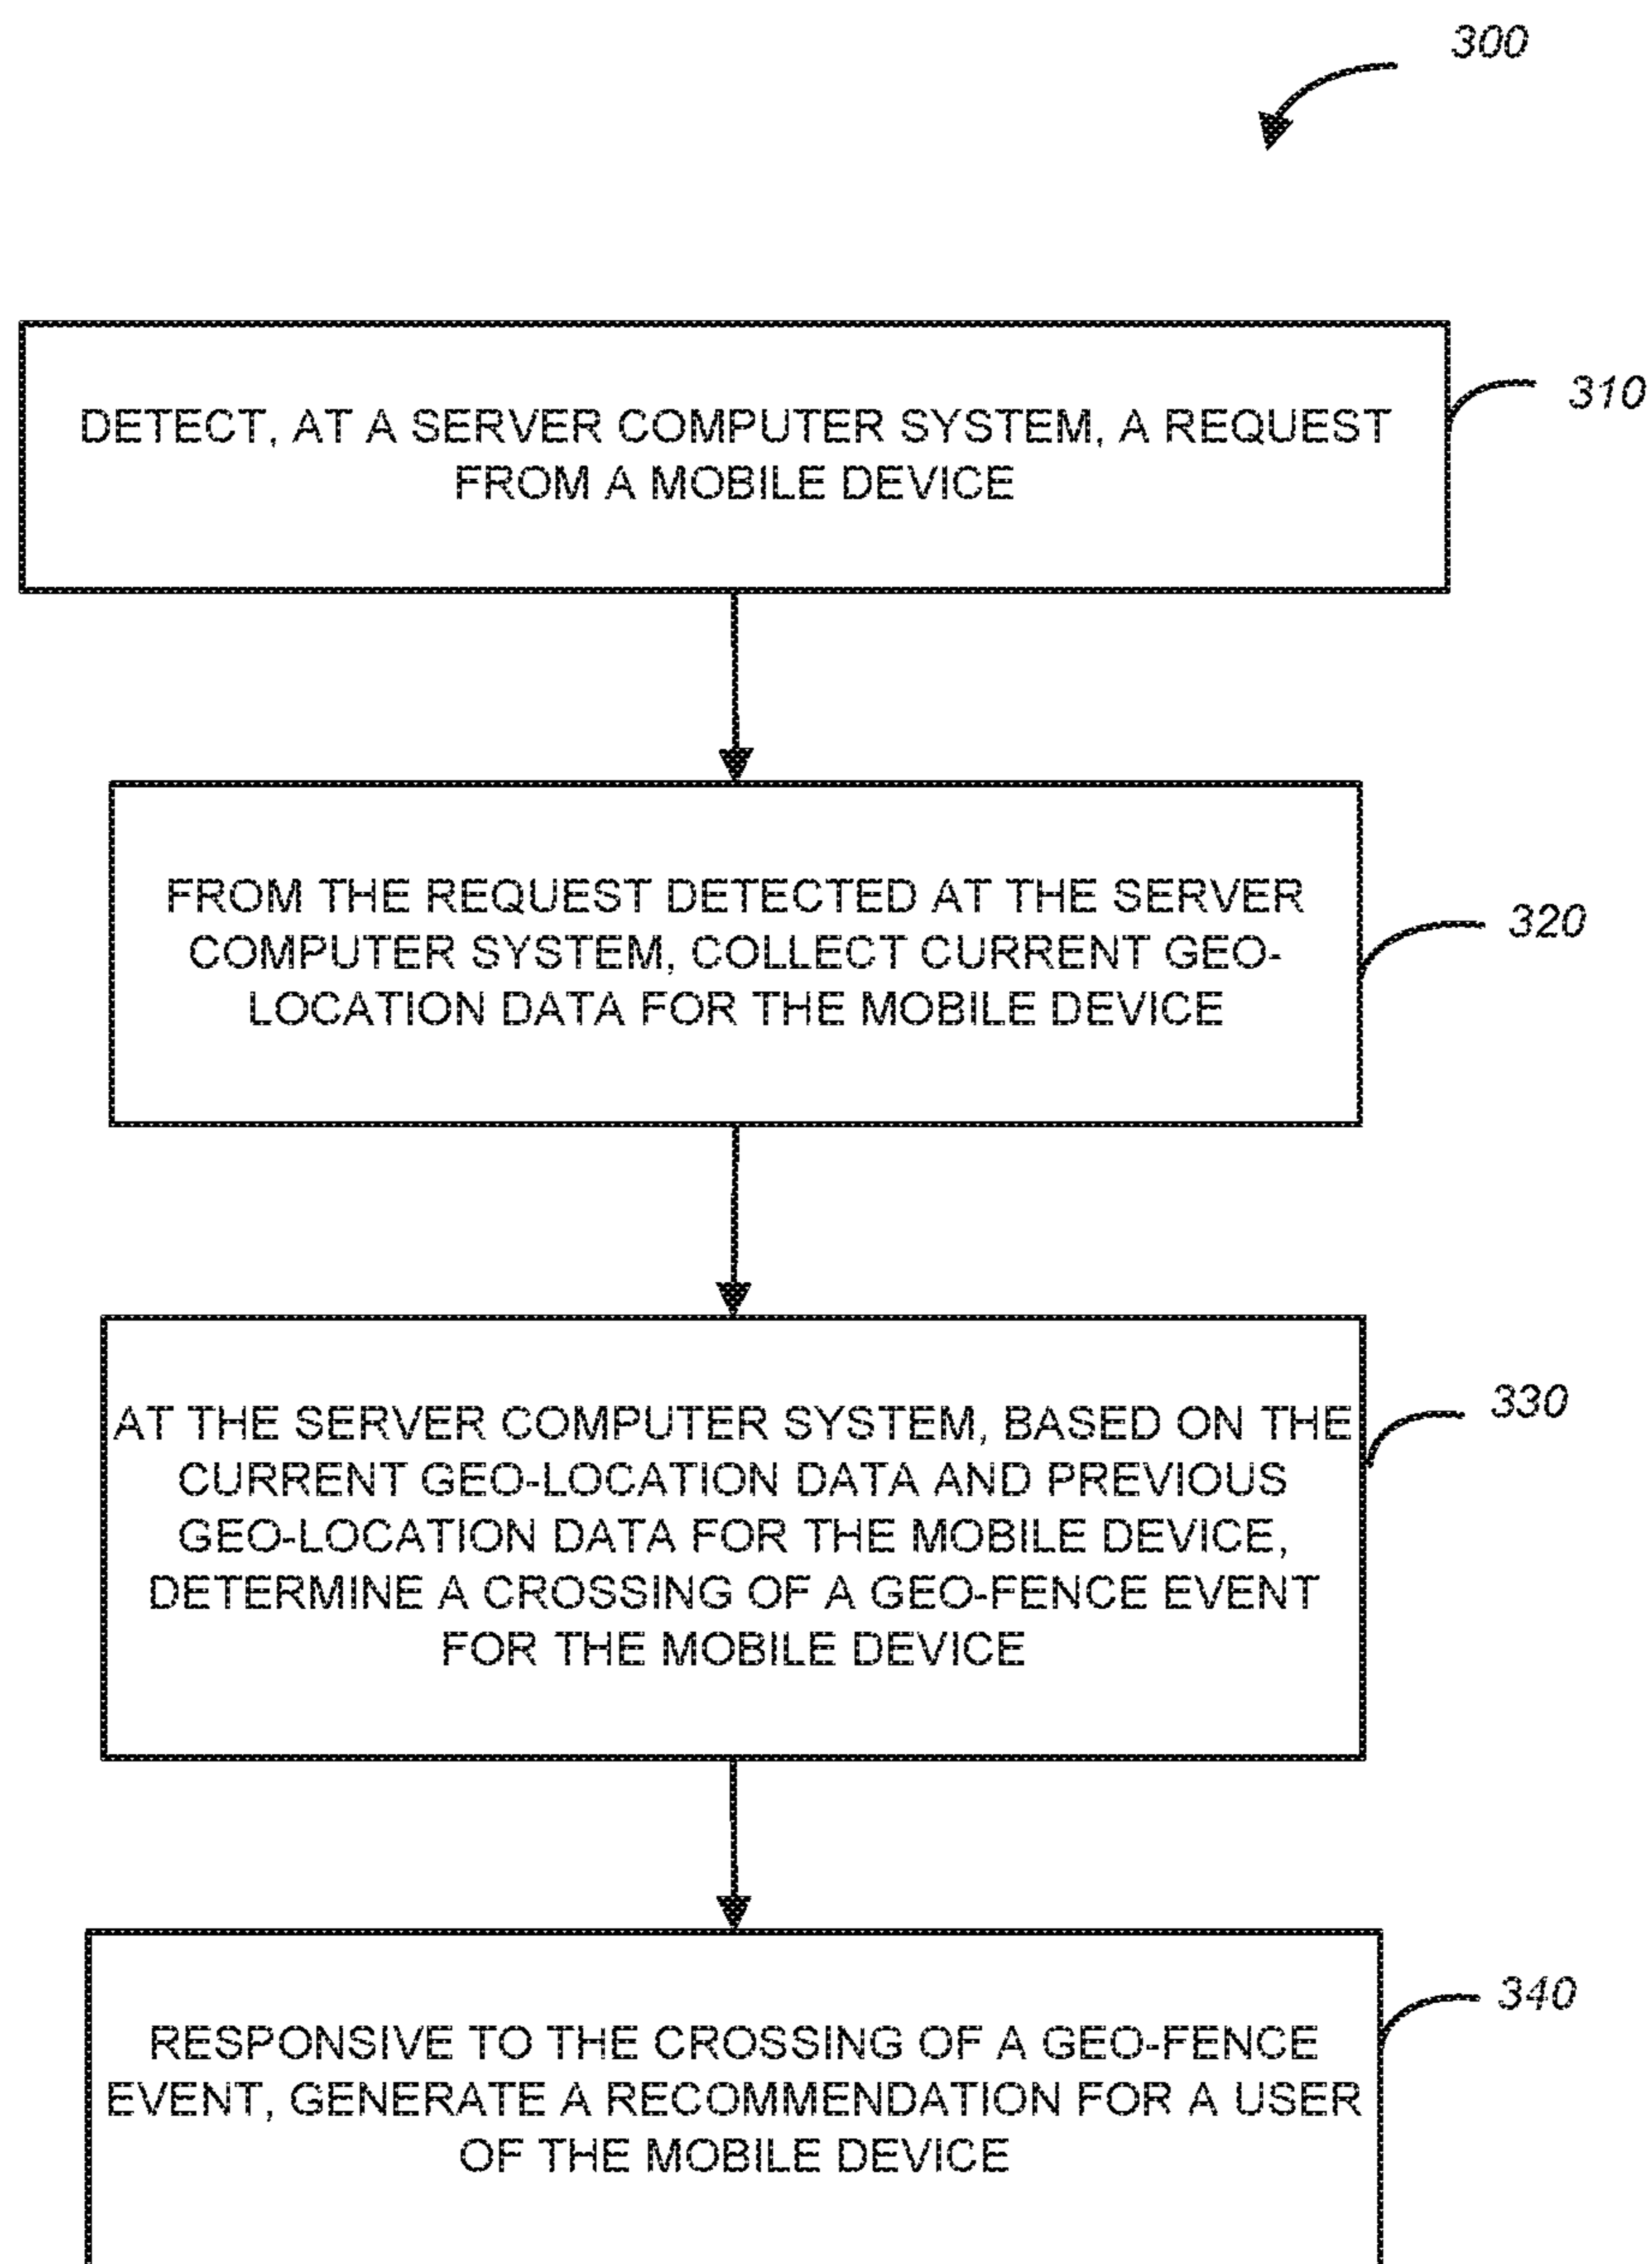 300
DETECT, AT A SERVER COMPUTER SYSTEM, A REQUEST
FROM A MOBILE DEVICE
310
FROM THE REQUEST DETECTED AT THE SERVER
COMPUTER SYSTEM, COLLECT CURRENT GEO-
LOCATION DATA FOR THE MOBILE DEVICE
320
AT THE SERVER COMPUTER SYSTEM, BASED ON THE
CURRENT GEO-LOCATION DATA AND PREVIOUS
GEO-LOCATION DATA FOR THE MOBILE DEVICE,
DETERMINE A CROSSING OF A GEO-FENCE EVENT
FOR THE MOBILE DEVICE
330
RESPONSIVE TO THE CROSSING OF A GEO-FENCE
EVENT, GENERATE A RECOMMENDATION FOR A USER
OF THE MOBILE DEVICE
340